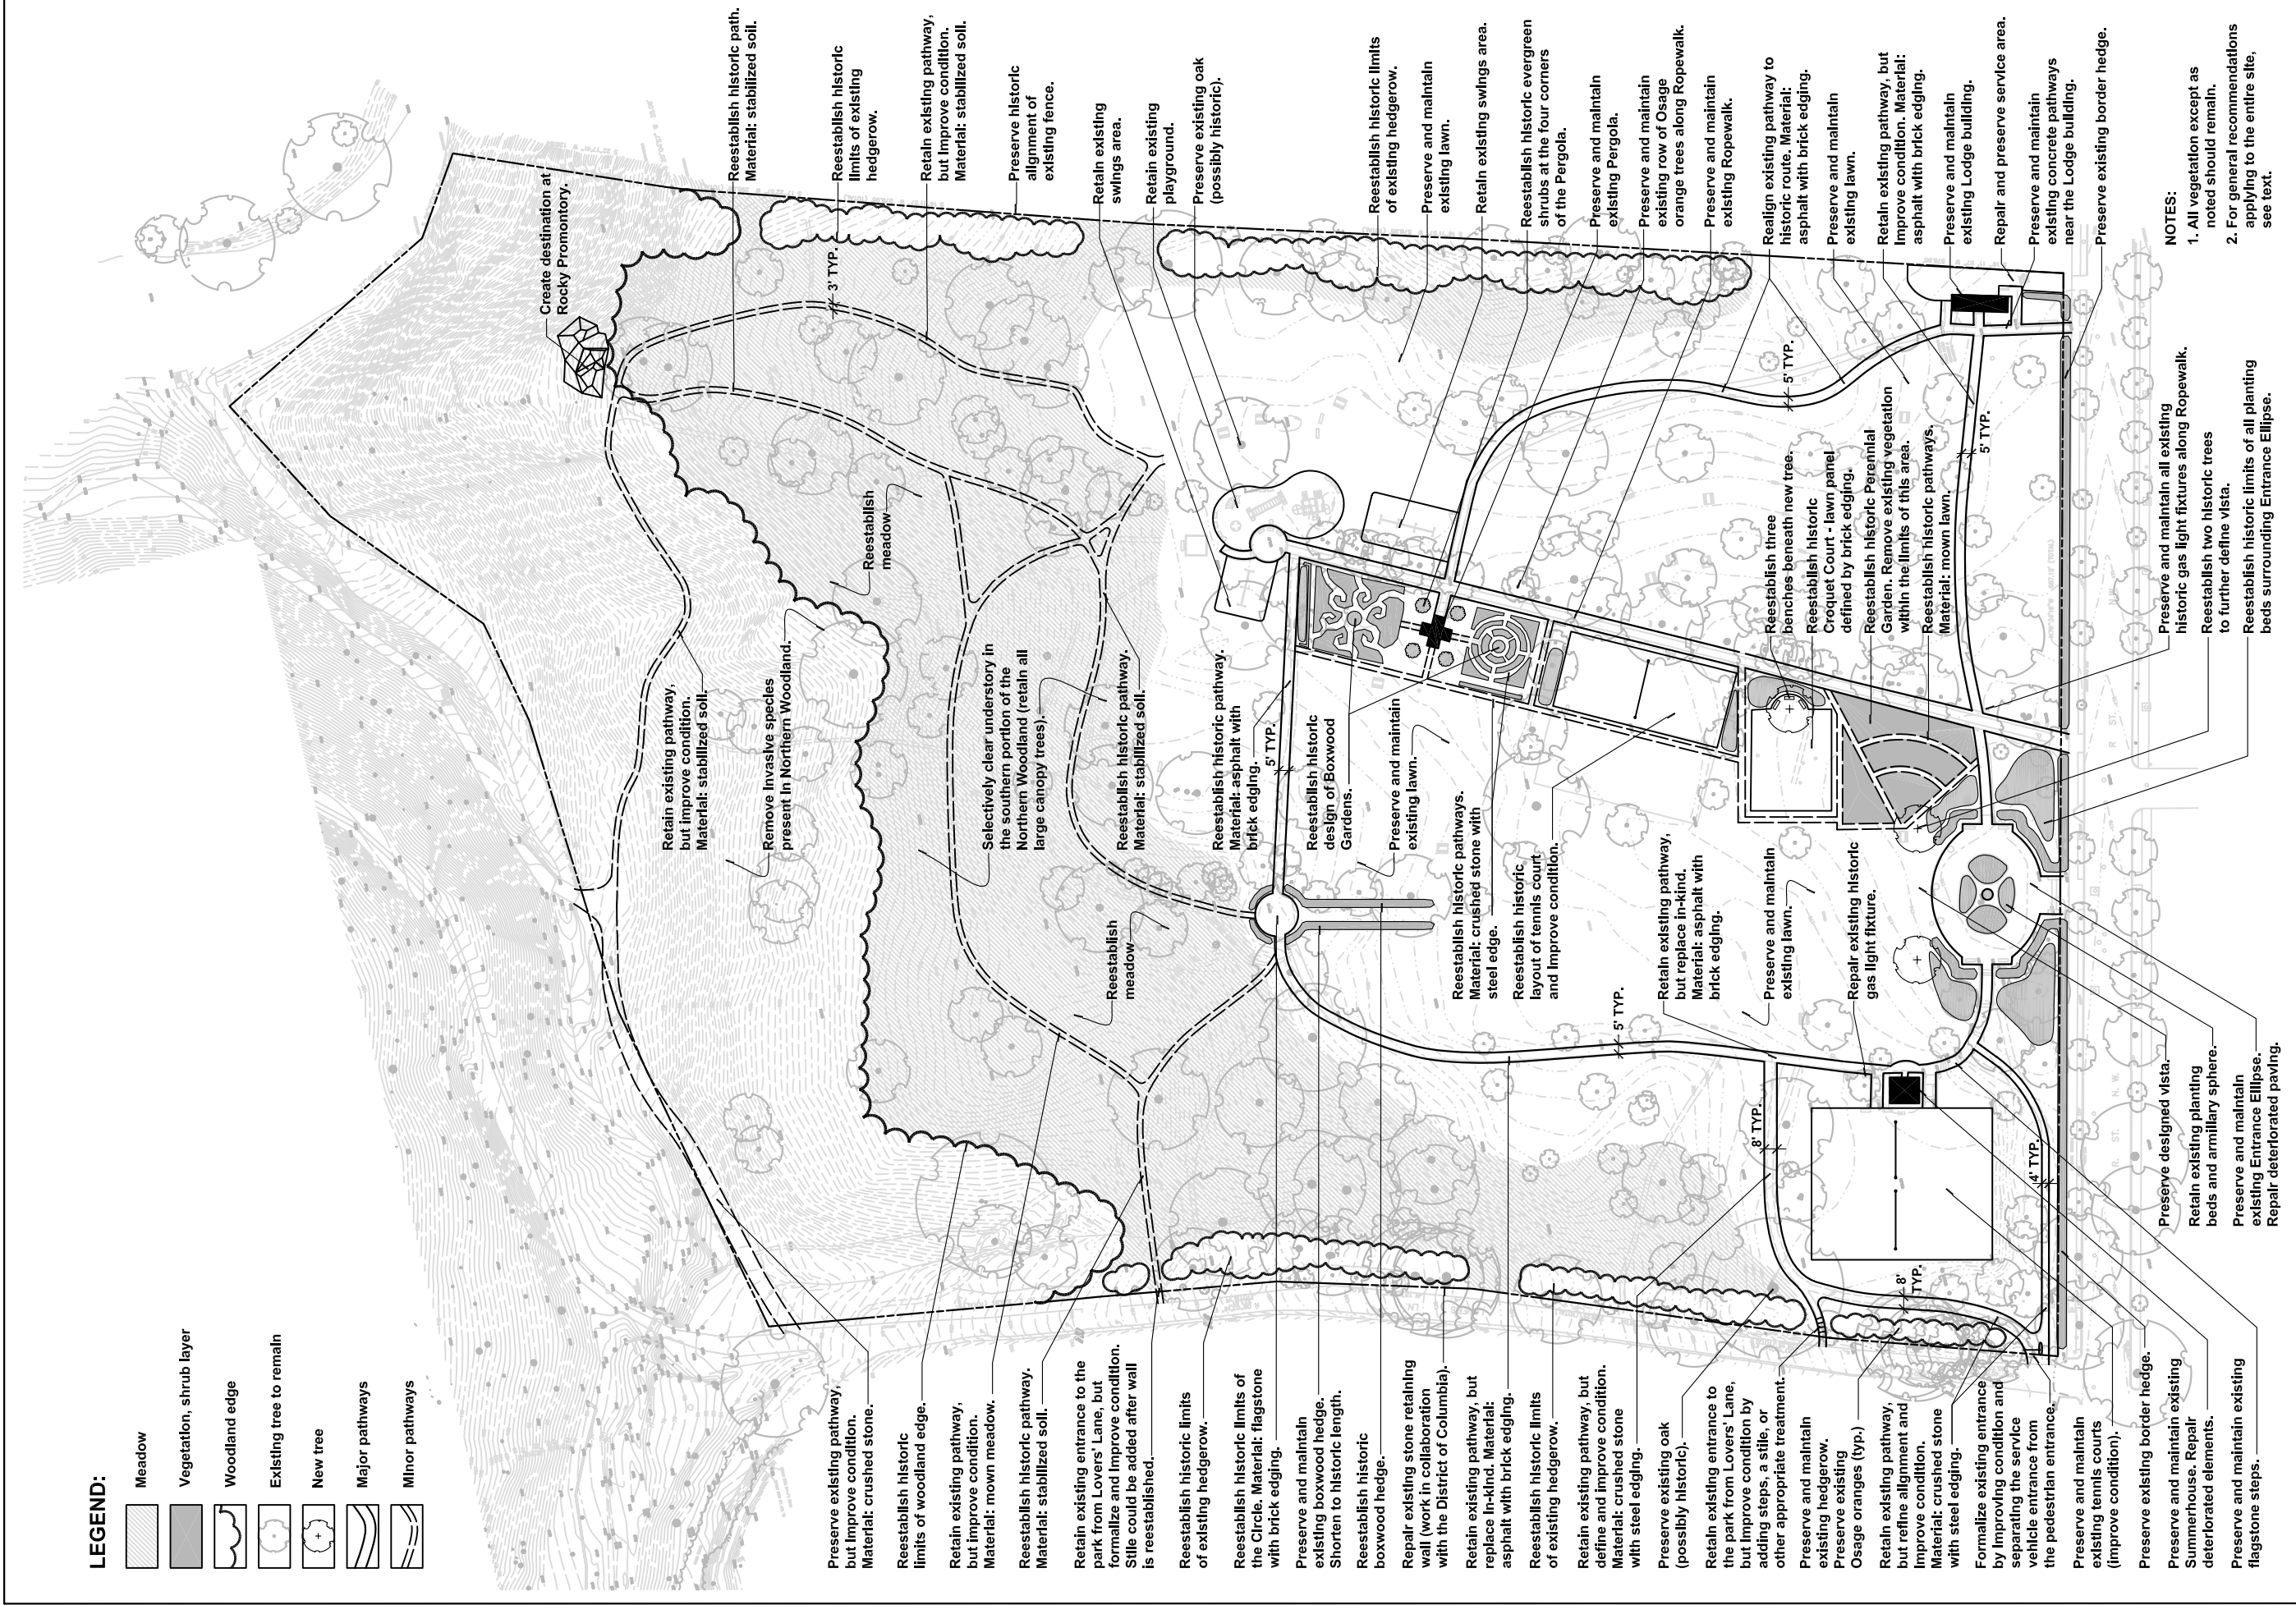 LEGEND:
Meadow
Vegetation, shrub layer
Woodland edge
Existing tree to remain
New tree
Major pathways
Minor pathways
Preserve existing pathway,
but improve condition.
Material: crushed stone.
Reestablish historic
limits of woodland edge.
Retain existing pathway,
but improve condition.
Material: mown meadow.
Reestablish historic pathway.
Material: stabilized soil.
Retain existing entrance to the
park from Lovers' Lane, but
formalize and improve condition.
Stile could be added after wall
is reestablished.
Reestablish historic limits
of existing hedgerow.
Reestablish historic limits of
the Circle. Material: flagstone
with brick edging.
Preserve and maintain
existing boxwood hedge.
Shorten to historic length.
Reestablish historic
boxwood hedge.
Repair existing stone retaining
wall (work in collaboration
with the District of Columbia).
Retain existing pathway, but
replace in-kind. Material:
asphalt with brick edging.
Reestablish historic limits
of existing hedgerow.
Retain existing pathway, but
define and improve condition.
Material: crushed stone
with steel edging.
Preserve existing oak
(possibly historic).
Retain existing entrance to
the park from Lovers' Lane,
but improve condition by
adding steps, a stile, or
other appropriate treatment.
Preserve and maintain
existing hedgerow.
Preserve existing
Osage oranges (typ.)
Retain existing pathway,
but refine alignment and
improve condition.
Material: crushed stone
with steel edging.
Formalize existing entrance
by improving condition and
separating the service
vehicle entrance from
the pedestrian entrance.
Preserve and maintain
existing tennis courts
(improve condition).
Preserve existing border hedge.
Preserve and maintain existing
Summerhouse. Repair
deteriorated elements.
Preserve and maintain existing
flagstone steps.
Retain existing pathway,
but improve condition.
Material: stabilized soil.
Remove invasive species
present in Northern Woodland.
Reestablish
meadow
Selectively clear understory in
the southern portion of the
Northern Woodland (retain all
large canopy trees).
Reestablish
meadow
Reestablish historic pathway.
Material: stabilized soil.
Reestablish historic pathway.
Material: asphalt with
brick edging.
5' TYP.
Reestablish historic
design of Boxwood
Gardens.
Preserve and maintain
existing lawn.
Reestablish historic pathways.
Material: crushed stone with
steel edge.
Reestablish historic
layout of tennis court
and improve condition.
5' TYP.
Retain existing pathway,
but replace in-kind.
Material: asphalt with
brick edging.
8' TYP.
Preserve and maintain
existing lawn.
Repair existing historic
gas light fixture.
8'
TYP.
4' TYP.
Reestablish three
benches beneath new tree.
Reestablish historic
Croquet Court - lawn panel
defined by brick edging.
Reestablish historic Perennial
Garden. Remove existing vegetation
within the limits of this area.
Reestablish historic pathways.
Material: mown lawn.
Preserve designed vista.
Retain existing planting
beds and armillary sphere.
Preserve and maintain
existing Entrance Ellipse.
Repair deteriorated paving.
Preserve and maintain all existing
historic gas light fixtures along Ropewalk.
Reestablish two historic trees
to further define vista.
Reestablish historic limits of all planting
beds surrounding Entrance Ellipse.
Create destination at
Rocky Promontory.
Reestablish historic path.
Material: stabilized soil.
3' TYP.
Reestablish historic
limits of existing
hedgerow.
Retain existing pathway,
but improve condition.
Material: stabilized soil.
Preserve historic
alignment of
existing fence.
Retain existing
swings area.
Retain existing
playground.
Preserve existing oak
(possibly historic).
Reestablish historic limits
of existing hedgerow.
Preserve and maintain
existing lawn.
Retain existing swings area.
Reestablish historic evergreen
shrubs at the four corners
of the Pergola.
Preserve and maintain
existing Pergola.
Preserve and maintain
existing row of Osage
orange trees along Ropewalk.
Preserve and maintain
existing Ropewalk.
Realign existing pathway to
historic route. Material:
asphalt with brick edging.
5' TYP.
Preserve and maintain
existing lawn.
Retain existing pathway, but
improve condition. Material:
asphalt with brick edging.
5' TYP.
Preserve and maintain
existing Lodge building.
Repair and preserve service area.
Preserve and maintain
existing concrete pathways
near the Lodge building.
Preserve existing border hedge.
NOTES:
1. All vegetation except as
noted should remain.
2. For general recommendations
applying to the entire site,
see text.
R ST. N. W.